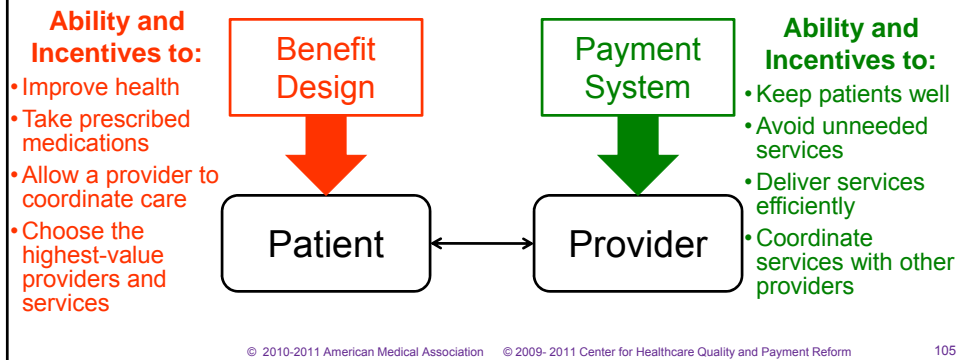 Ability and
Incentives to:
•Improve health
•Take prescribed
medications
•Allow a provider to
coordinate care
•Choose the
highest-value
providers and
services
Benefit
Design
Payment
System
Ability and
Incentives to:
•Keep patients well
•Avoid unneeded
services
•Deliver services
efficiently
•Coordinate
services with other
providers
Patient
Provider
© 2010-2011 American Medical Association © 2009- 2011 Center for Healthcare Quality and Payment Reform 105